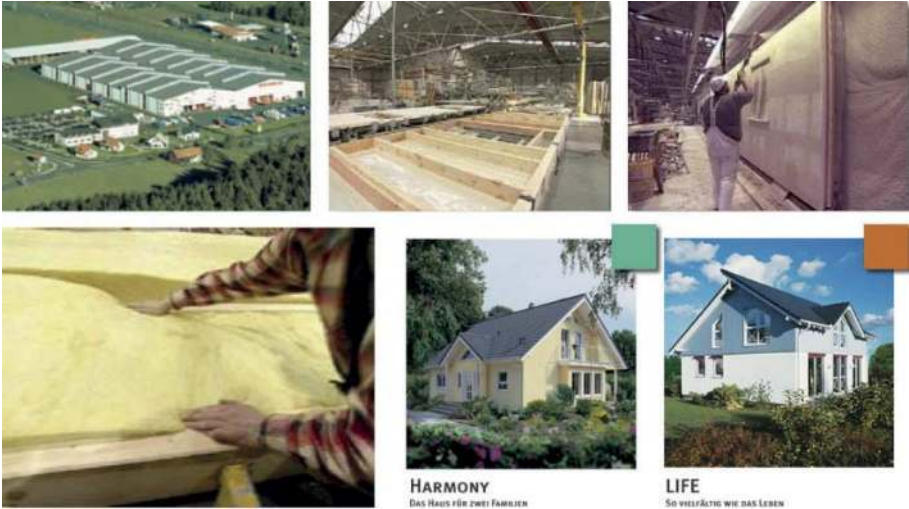 HARMONY
DAS HAUS FÜR ZWEI FAMILIEN
LIFE
SO VIELFÄLTIG WIE DAS LEBEN